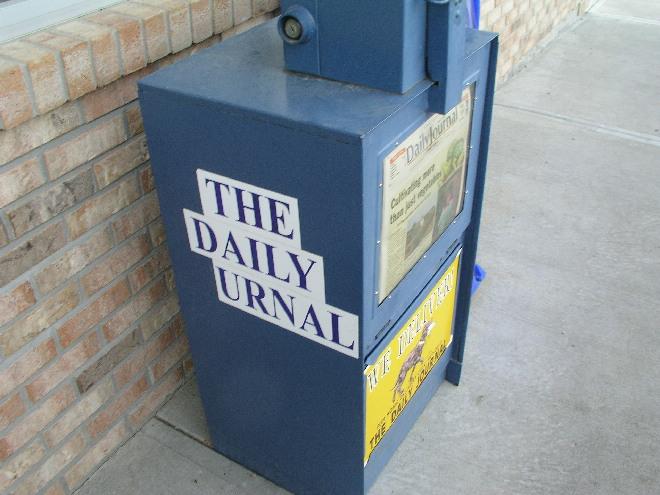 THE
DAILY
URNAL
Daily Journal
Cultivating more
than just vegetables
WE DELIVER
THE DAILY JOURNAL